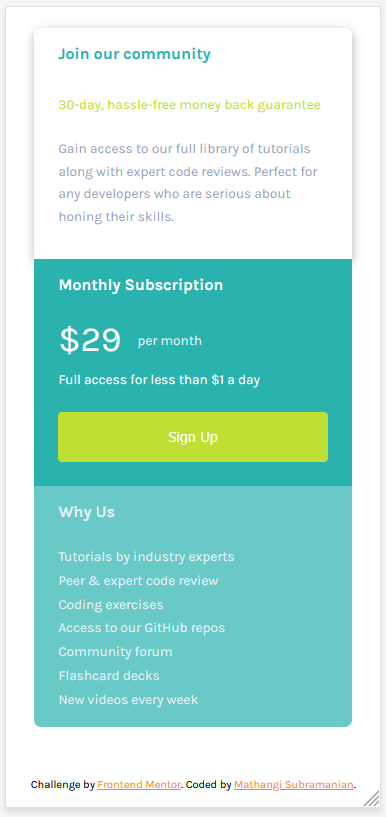 Join our community
30-day, hassle-free money back guarantee
Gain access to our full library of tutorials
along with expert code reviews. Perfect for
any developers who are serious about
honing their skills.
Monthly Subscription
$29 per month
Full access for less than $1 a day
Sign Up
Why Us
Tutorials by industry experts
Peer & expert code review
Coding exercises
Access to our GitHub repos
Community forum
Flashcard decks
New videos every week
Challenge by Frontend Mentor. Coded by Mathangi Subramanian.